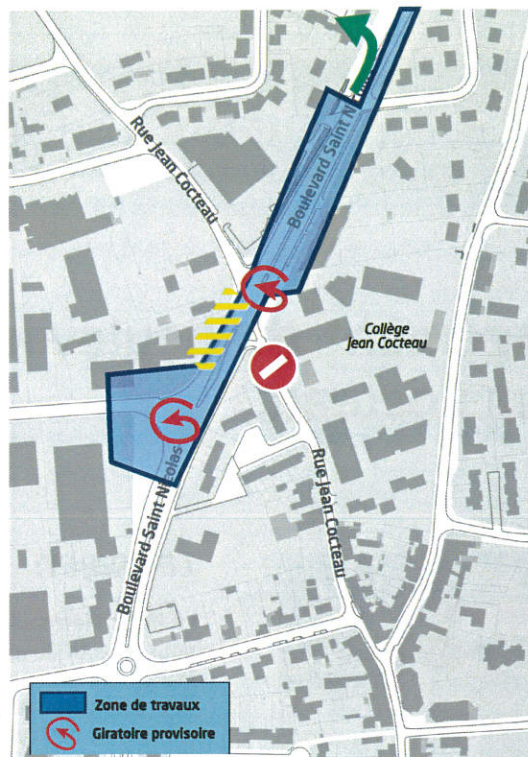 Rue Jean Cocteau
Boulevard Saint Ni
Collège
Jean Cocteau
Boulevard Saint Nicolas
Rue Jean Cocteau
Zone de travaux
Giratoire provisoire